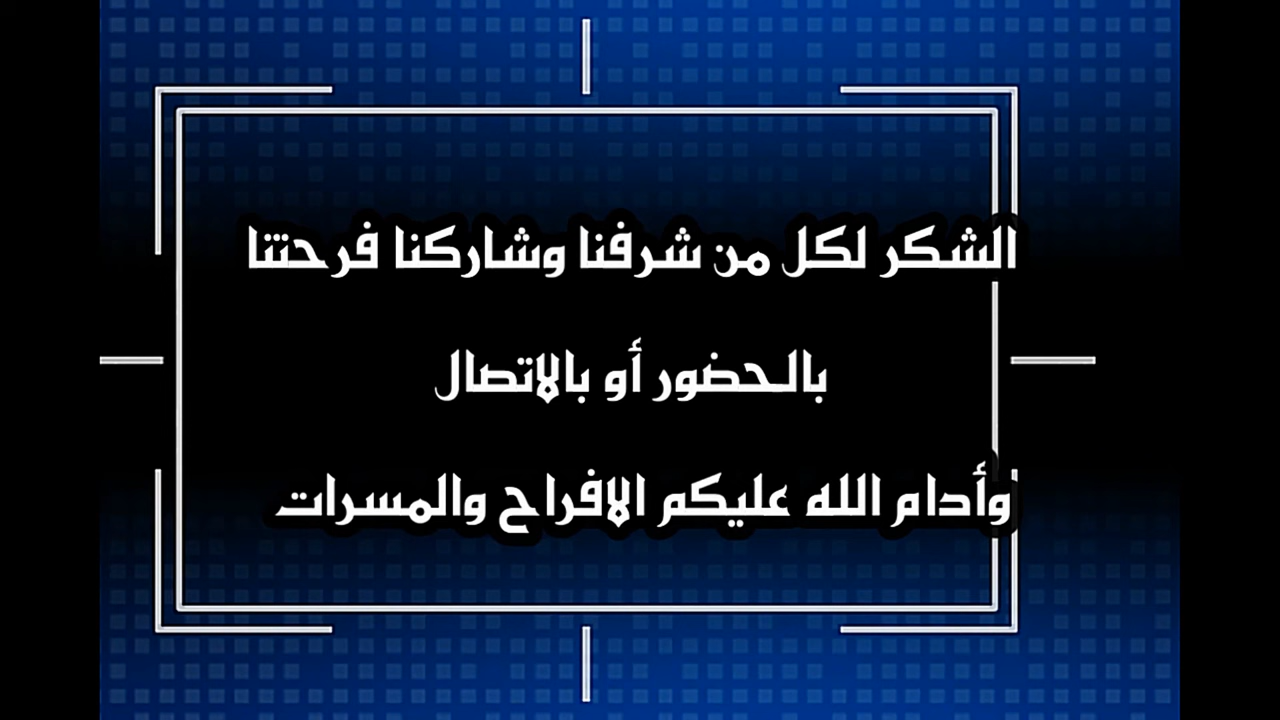 الشكر لكل من شرفنا وشاركنا فرحتنا
بالحضور أو بالاتصال
وأدام الله عليكم الافراح والمسرات